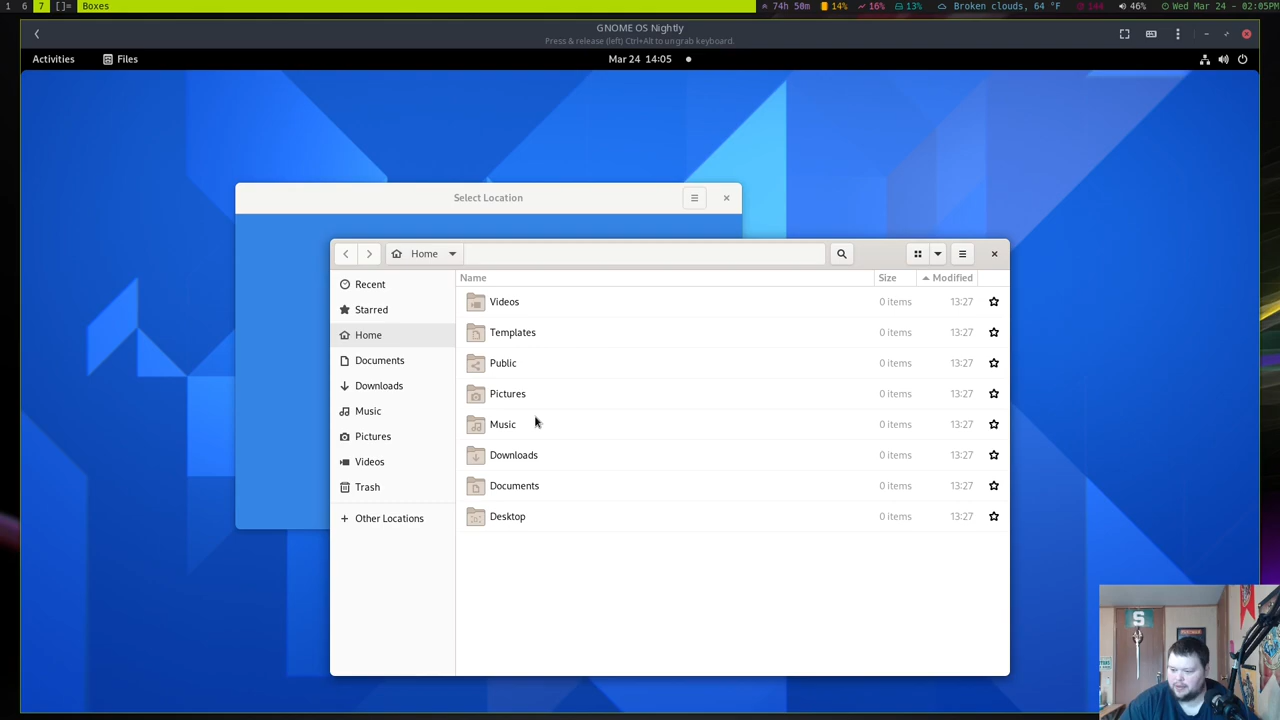 1 6 7 []= Boxes 74h 50m 14% 16% 13% Broken clouds, 64 °F 144 46% Wed Mar 24 - 02:05PM
GNOME OS Nightly
Press & release (left) Ctrl+Alt to ungrab keyboard.
Activities Files Mar 24 14:05
Select Location
Home
Name Size Modified
Recent
Starred
Home
Documents
Downloads
Music
Pictures
Videos
Trash
Other Locations
Videos 0 items 13:27
Templates 0 items 13:27
Public 0 items 13:27
Pictures 0 items 13:27
Music 0 items 13:27
Downloads 0 items 13:27
Documents 0 items 13:27
Desktop 0 items 13:27
S